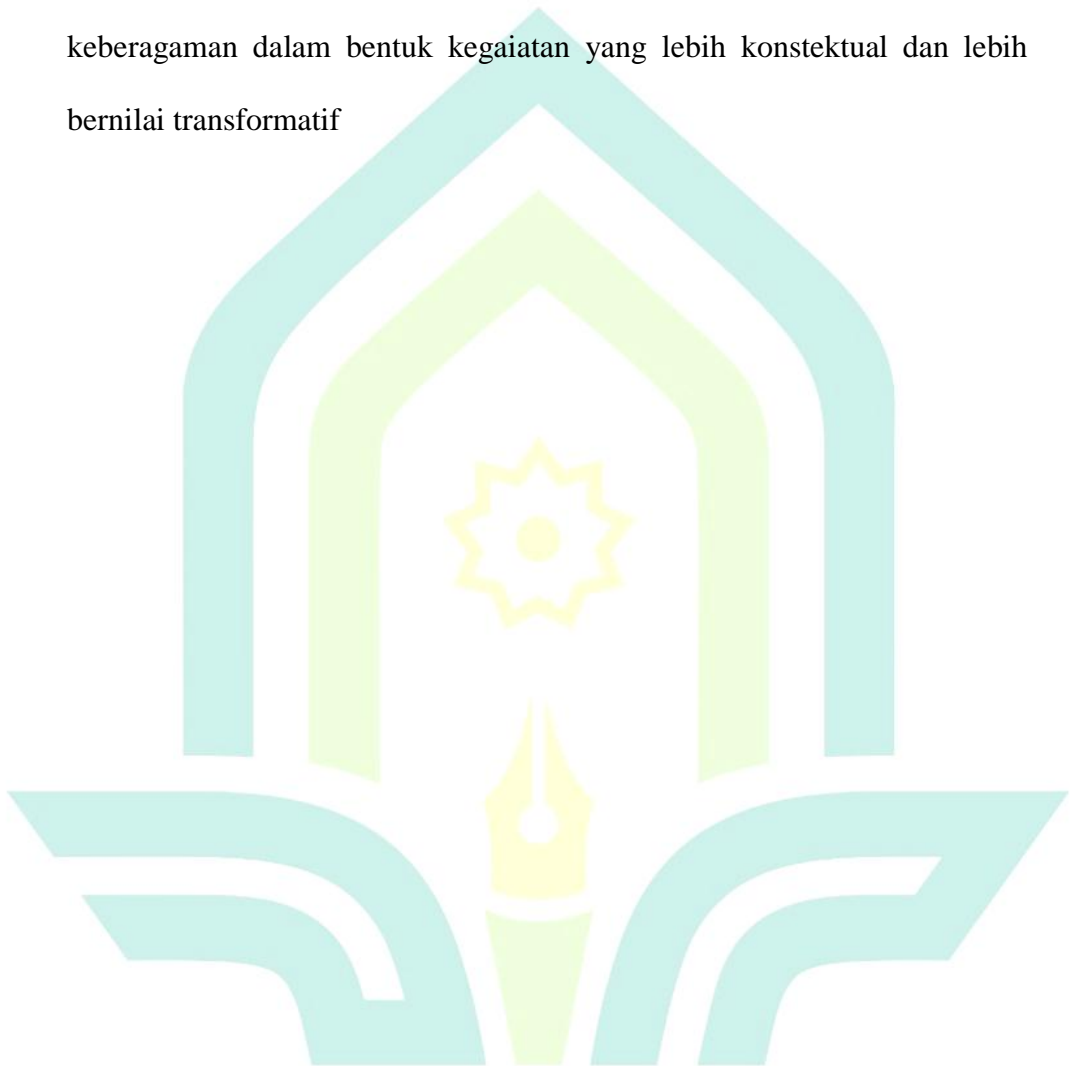 keberagaman dalam bentuk kegaiatan yang lebih konstektual dan lebih
bernilai transformatif